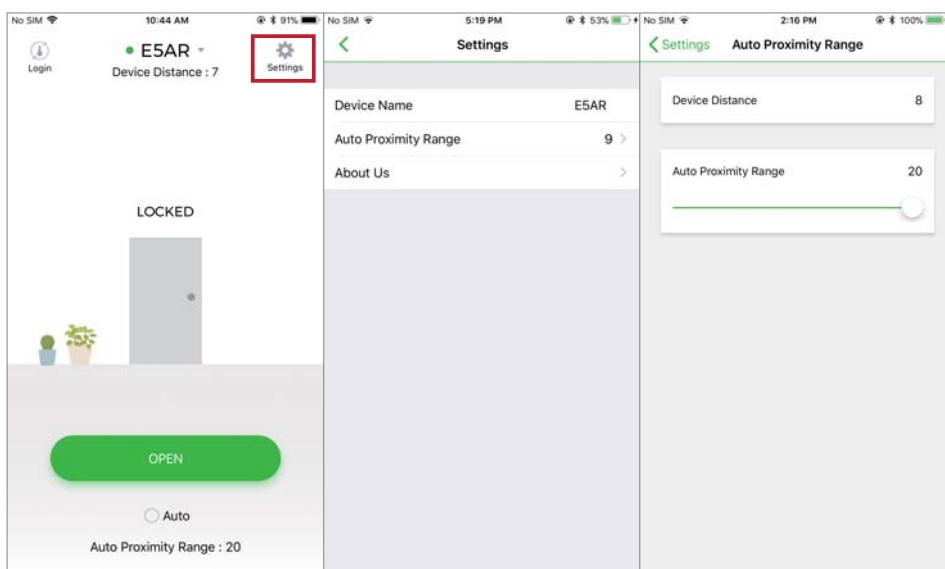 No SIM 10:44 AM 91%
Login
E5AR
Settings
Device Distance : 7
LOCKED
OPEN
Auto
Auto Proximity Range : 20
No SIM 5:19 PM 53%
Settings
Device Name E5AR
Auto Proximity Range 9
About Us
No SIM 2:16 PM 100%
Settings Auto Proximity Range
Device Distance 8
Auto Proximity Range 20